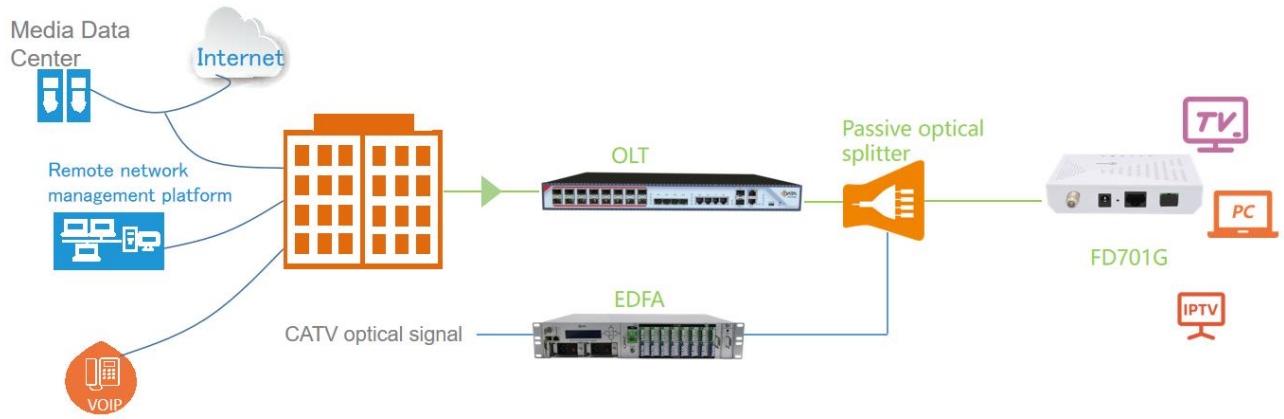 Media Data
Center
Internet
Remote network
management platform
VOIP
OLT
EDFA
CATV optical signal
Passive optical
splitter
FD701G
TV
PC
IPTV